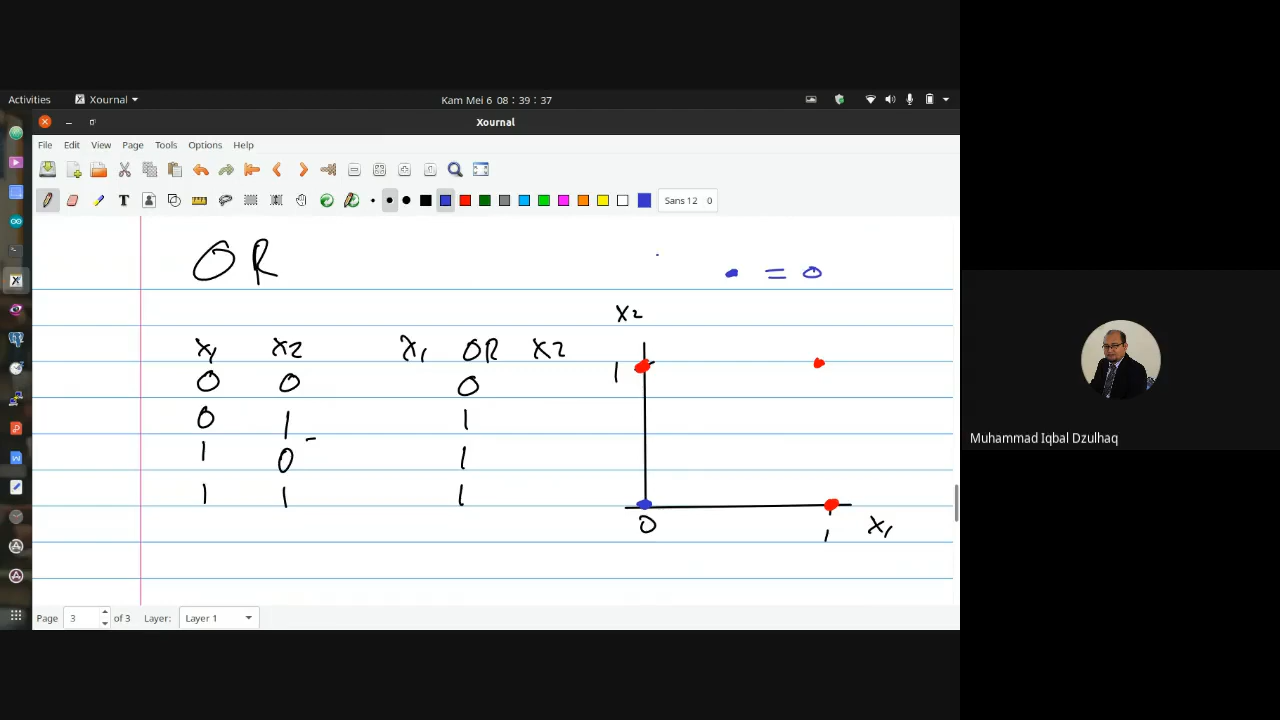 Activities Xournal Kam Mei 6 08:39:37
Xournal
File Edit View Page Tools Options Help
Sans 12 0
OR
• = 0
x2
x1 x2 x1 OR x2
0 0 0
1
0 1 1
1 0 1
1 1 1
0 1 x1
Page 3 of 3 Layer: Layer 1
Muhammad Iqbal Dzulhaq